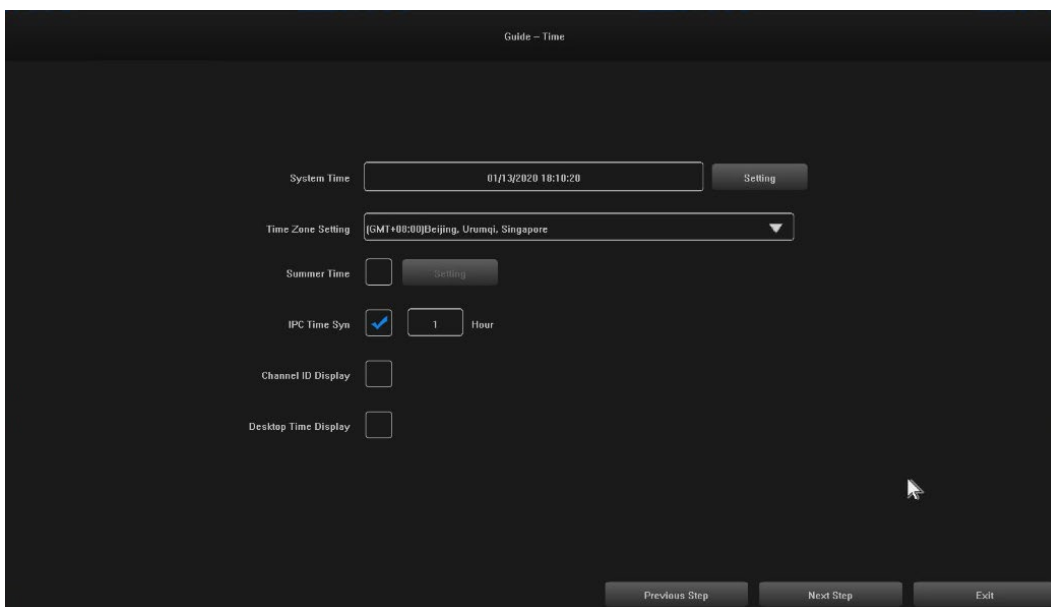 Guide – Time
System Time 01/13/2020 18:10:20 Setting
Time Zone Setting (GMT+08:00)Beijing, Urumqi, Singapore
Summer Time Setting
IPC Time Syn 1 Hour
Channel ID Display
Desktop Time Display
Previous Step Next Step Exit